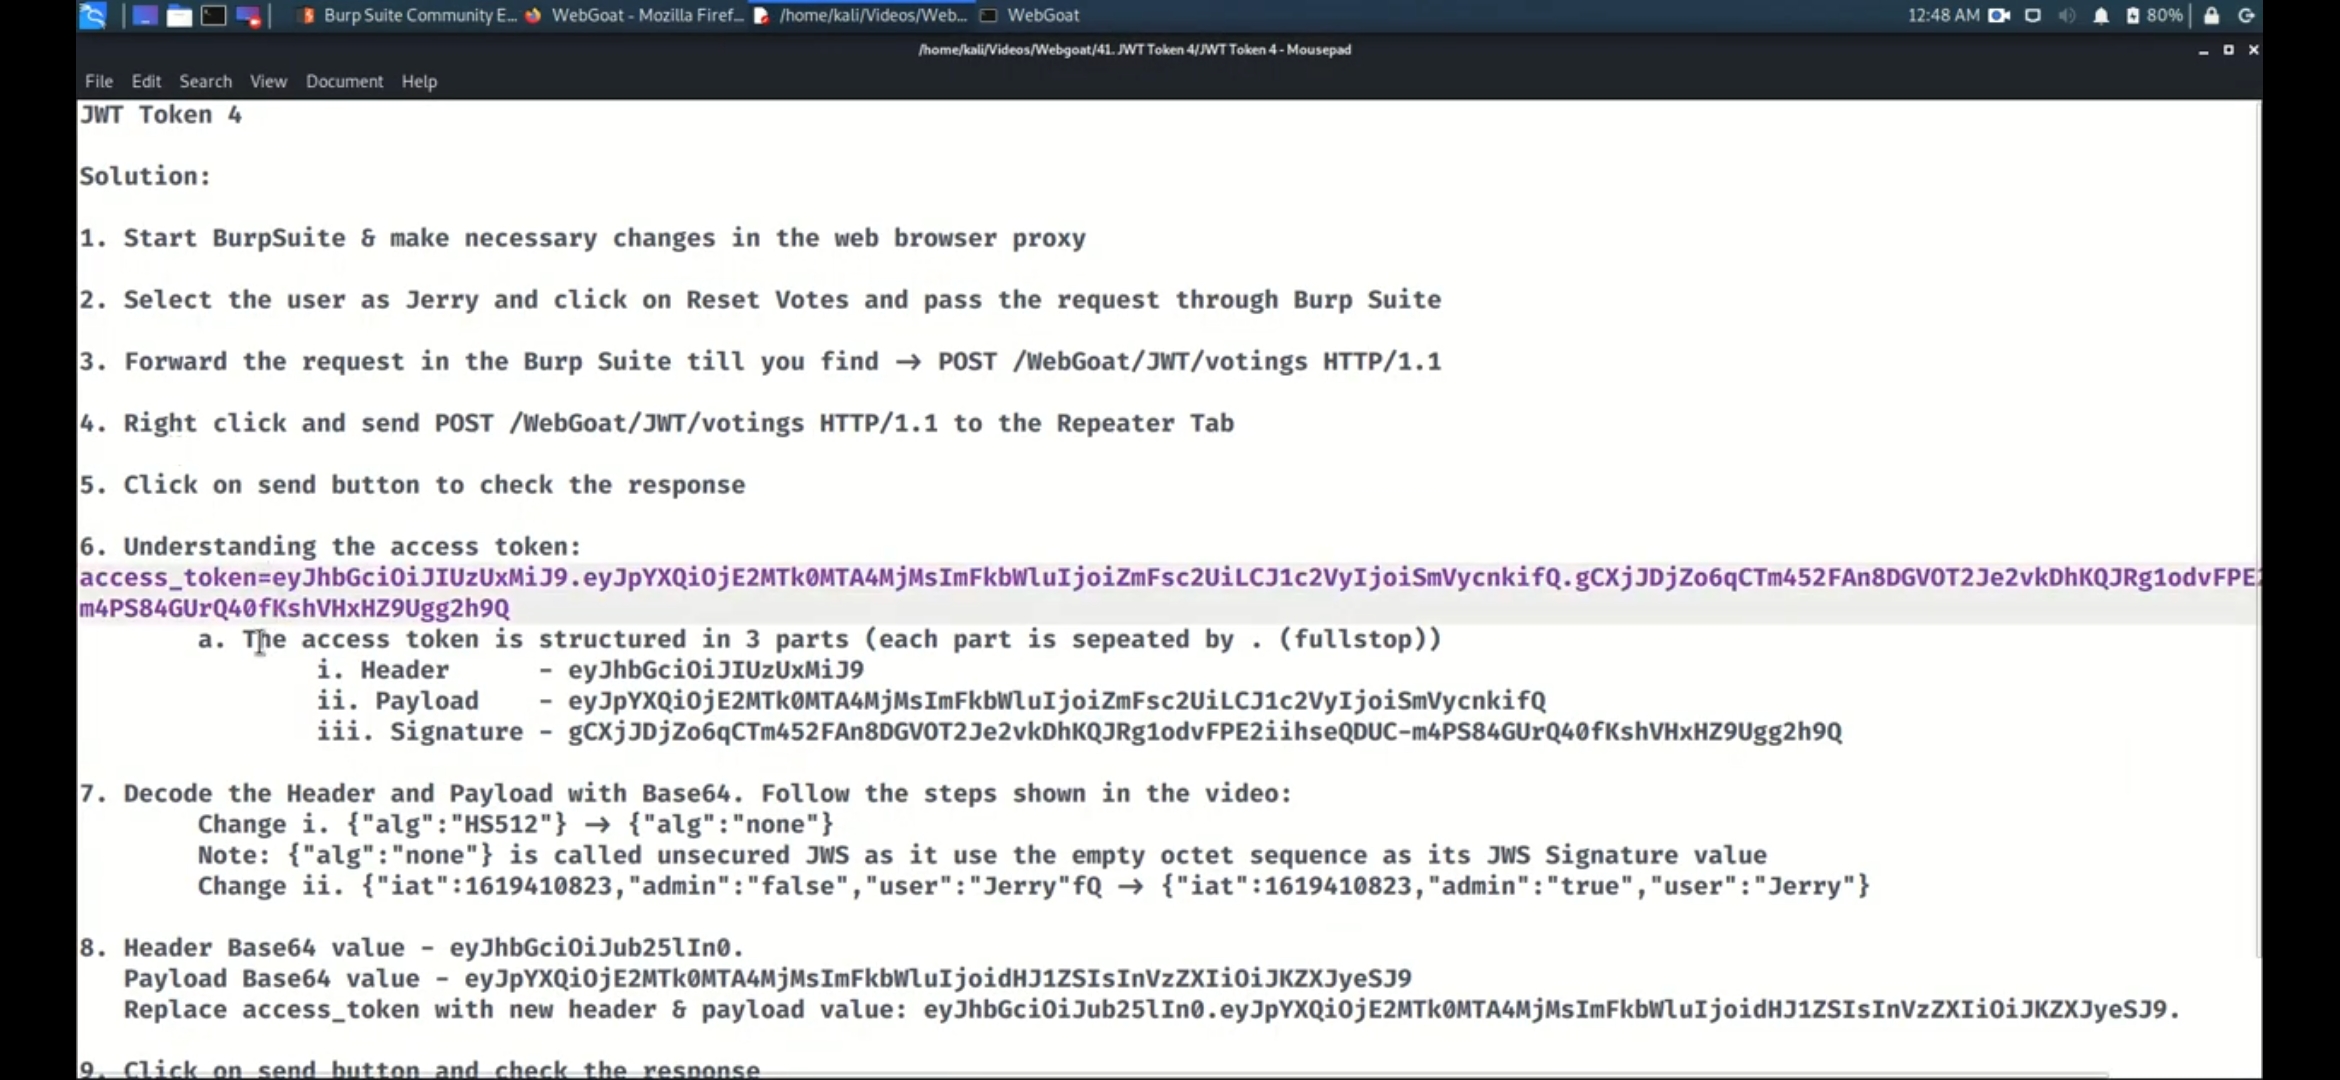 Burp Suite Community E... WebGoat - Mozilla Firef... /home/kali/Videos/Web... WebGoat 12:48 AM 80%
/home/kali/Videos/Webgoat/41. JWT Token 4/JWT Token 4 - Mousepad
File Edit Search View Document Help
JWT Token 4
Solution:
1. Start BurpSuite & make necessary changes in the web browser proxy
2. Select the user as Jerry and click on Reset Votes and pass the request through Burp Suite
3. Forward the request in the Burp Suite till you find → POST /WebGoat/JWT/votings HTTP/1.1
4. Right click and send POST /WebGoat/JWT/votings HTTP/1.1 to the Repeater Tab
5. Click on send button to check the response
6. Understanding the access token:
access_token=eyJhbGciOiJIUzUxMiJ9.eyJpYXQiOjE2MTk0MTA4MjMsImFkbWluIjoiZmFsc2UiLCJ1c2VyIjoiSmVycnkifQ.gCXjJDjZo6qCTm452FAn8DGVOT2Je2vkDhKQJRg1odvFPE2
m4PS84GUrQ40fKshVHxHZ9Ugg2h9Q
a. The access token is structured in 3 parts (each part is sepeated by . (fullstop))
i. Header - eyJhbGciOiJIUzUxMiJ9
ii. Payload - eyJpYXQiOjE2MTk0MTA4MjMsImFkbWluIjoiZmFsc2UiLCJ1c2VyIjoiSmVycnkifQ
iii. Signature - gCXjJDjZo6qCTm452FAn8DGVOT2Je2vkDhKQJRg1odvFPE2iihseQDUC-m4PS84GUrQ40fKshVHxHZ9Ugg2h9Q
7. Decode the Header and Payload with Base64. Follow the steps shown in the video:
Change i. {"alg":"HS512"} → {"alg":"none"}
Note: {"alg":"none"} is called unsecured JWS as it use the empty octet sequence as its JWS Signature value
Change ii. {"iat":1619410823,"admin":"false","user":"Jerry"fQ → {"iat":1619410823,"admin":"true","user":"Jerry"}
8. Header Base64 value - eyJhbGciOiJub25lIn0.
Payload Base64 value - eyJpYXQiOjE2MTk0MTA4MjMsImFkbWluIjoidHJ1ZSIsInVzZXIiOiJKZXJyeSJ9
Replace access_token with new header & payload value: eyJhbGciOiJub25lIn0.eyJpYXQiOjE2MTk0MTA4MjMsImFkbWluIjoidHJ1ZSIsInVzZXIiOiJKZXJyeSJ9.
9. Click on send button and check the response